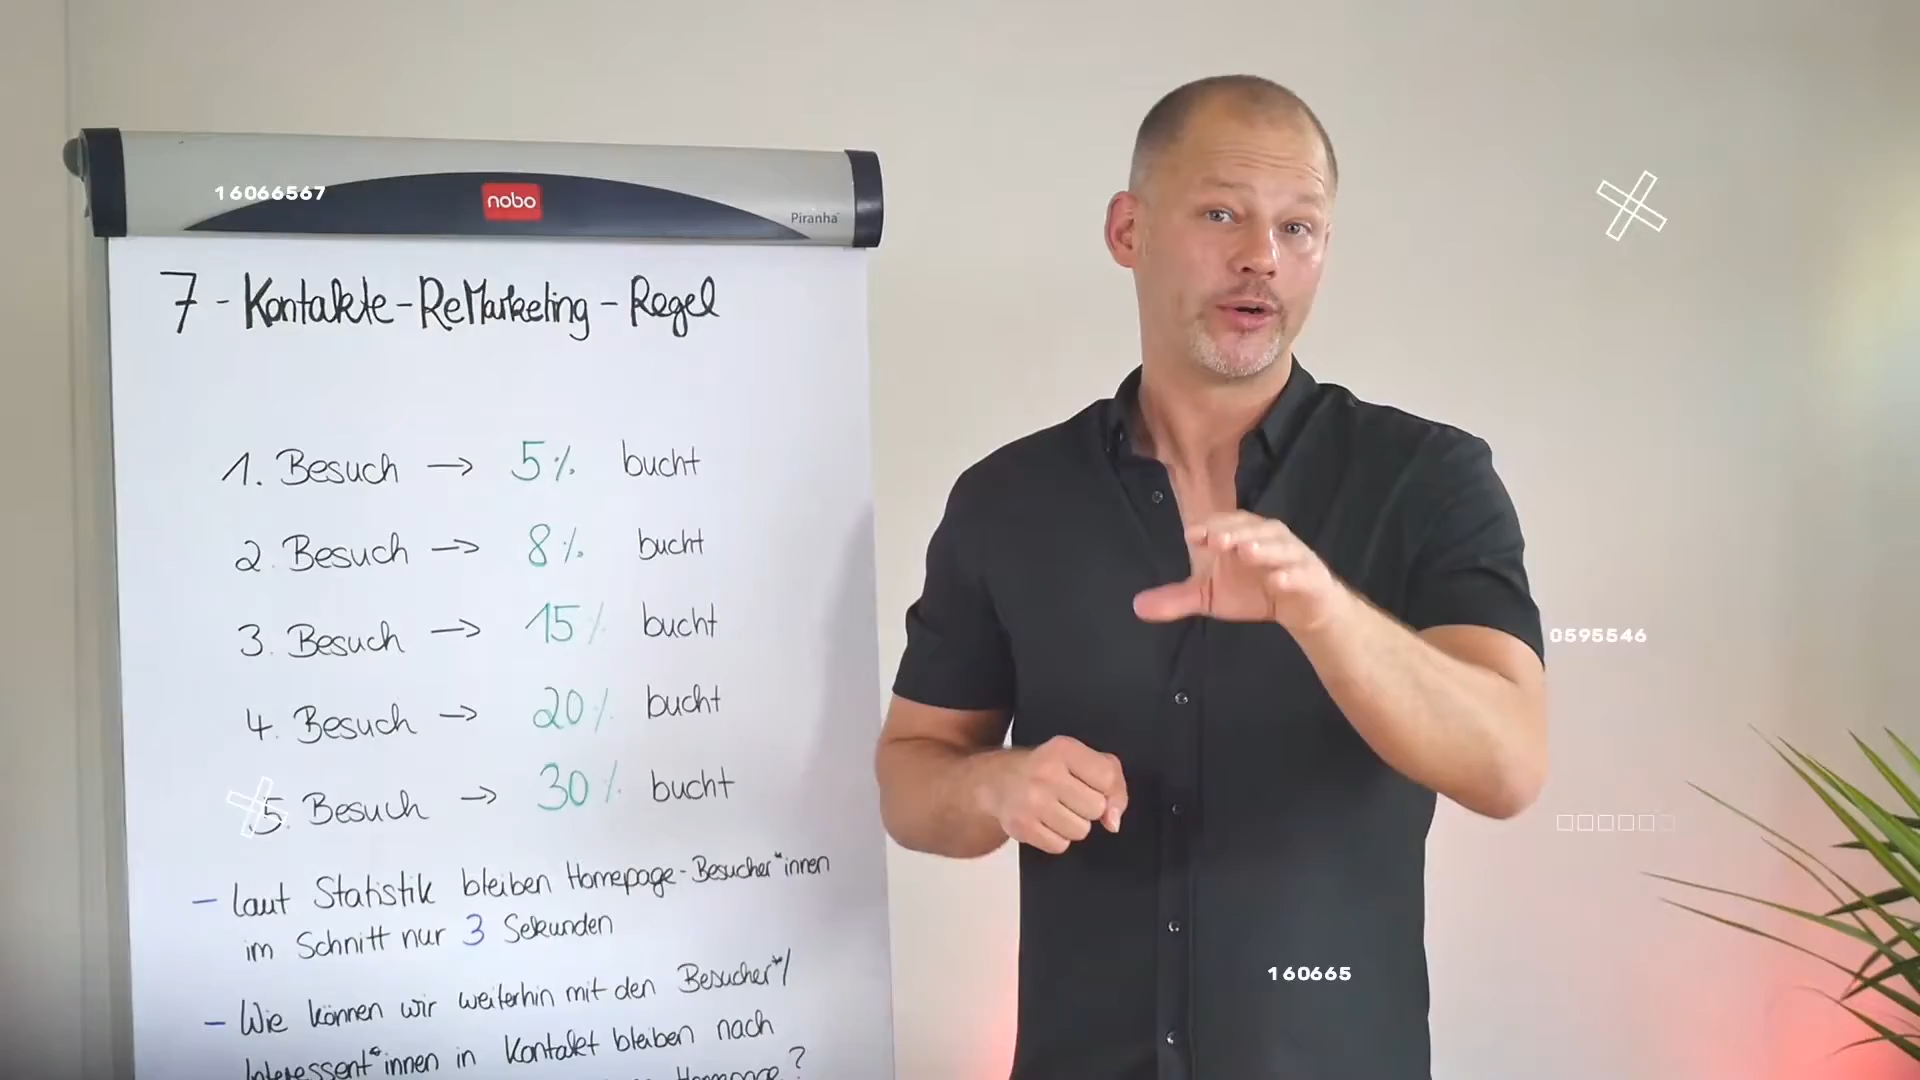 16066567
nobo
Piranha
7 - Kontakte - ReMarketing - Regel
1. Besuch → 5% bucht
2. Besuch → 8% bucht
3. Besuch → 15% bucht
4. Besuch → 20% bucht
5. Besuch → 30% bucht
0595546
- laut Statistik bleiben Homepage-Besucher*innen
im Schnitt nur 3 Sekunden
160665
- Wie können wir weiterhin mit den Besucher*/
Interessent*innen in Kontakt bleiben nach
Homepage?